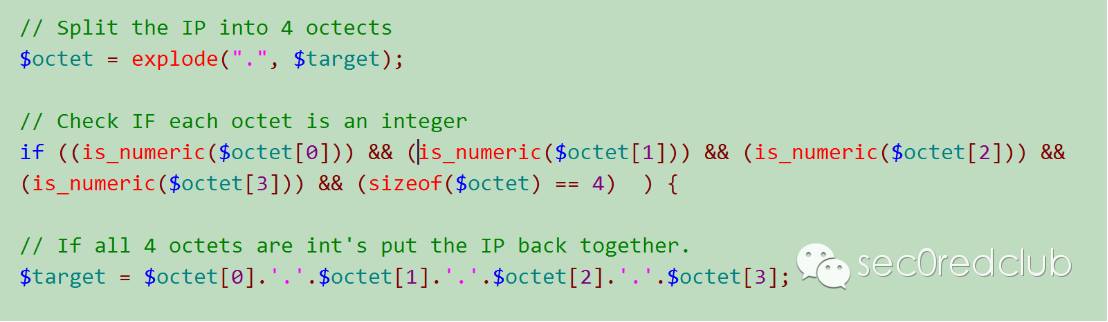 // Split the IP into 4 octects
$octet = explode(".", $target);
// Check IF each octet is an integer
if ((is_numeric($octet[0])) && (is_numeric($octet[1])) && (is_numeric($octet[2])) &&
(is_numeric($octet[3])) && (sizeof($octet) == 4)  ) {
// If all 4 octets are int's put the IP back together.
$target = $octet[0].'.'.$octet[1].'.'.$octet[2].'.'.$octet[3];
sec0redclub